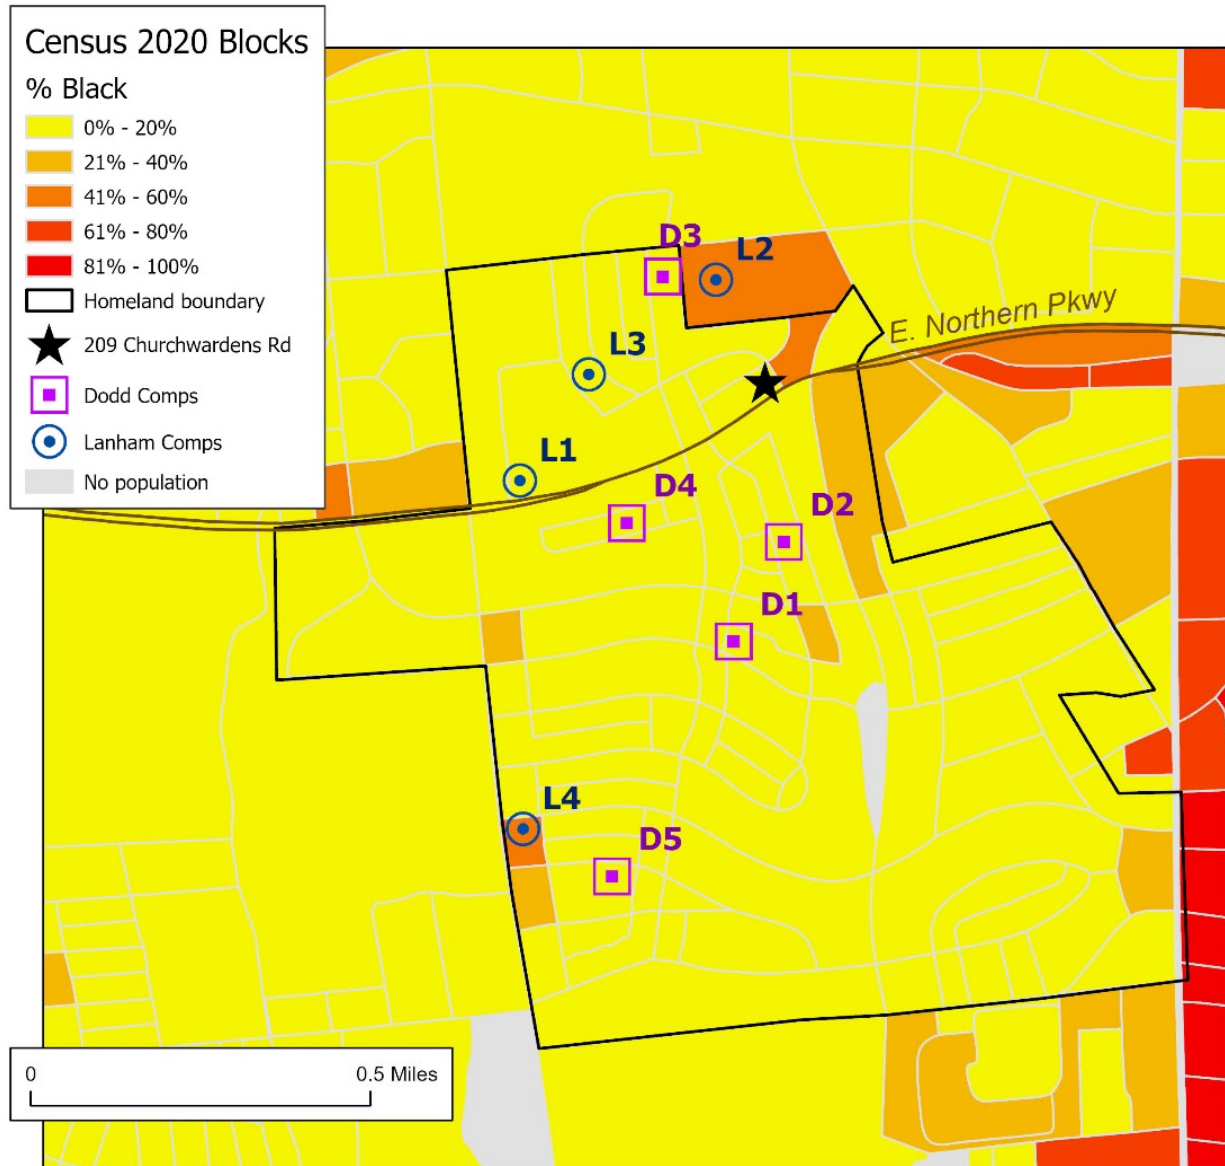 Census 2020 Blocks
% Black
0% - 20%
21% - 40%
41% - 60%
61% - 80%
81% - 100%
Homeland boundary
209 Churchwardens Rd
Dodd Comps
Lanham Comps
No population
D3
L2
E. Northern Pkwy
L3
L1
D4
D2
D1
L4
D5
0
0.5 Miles